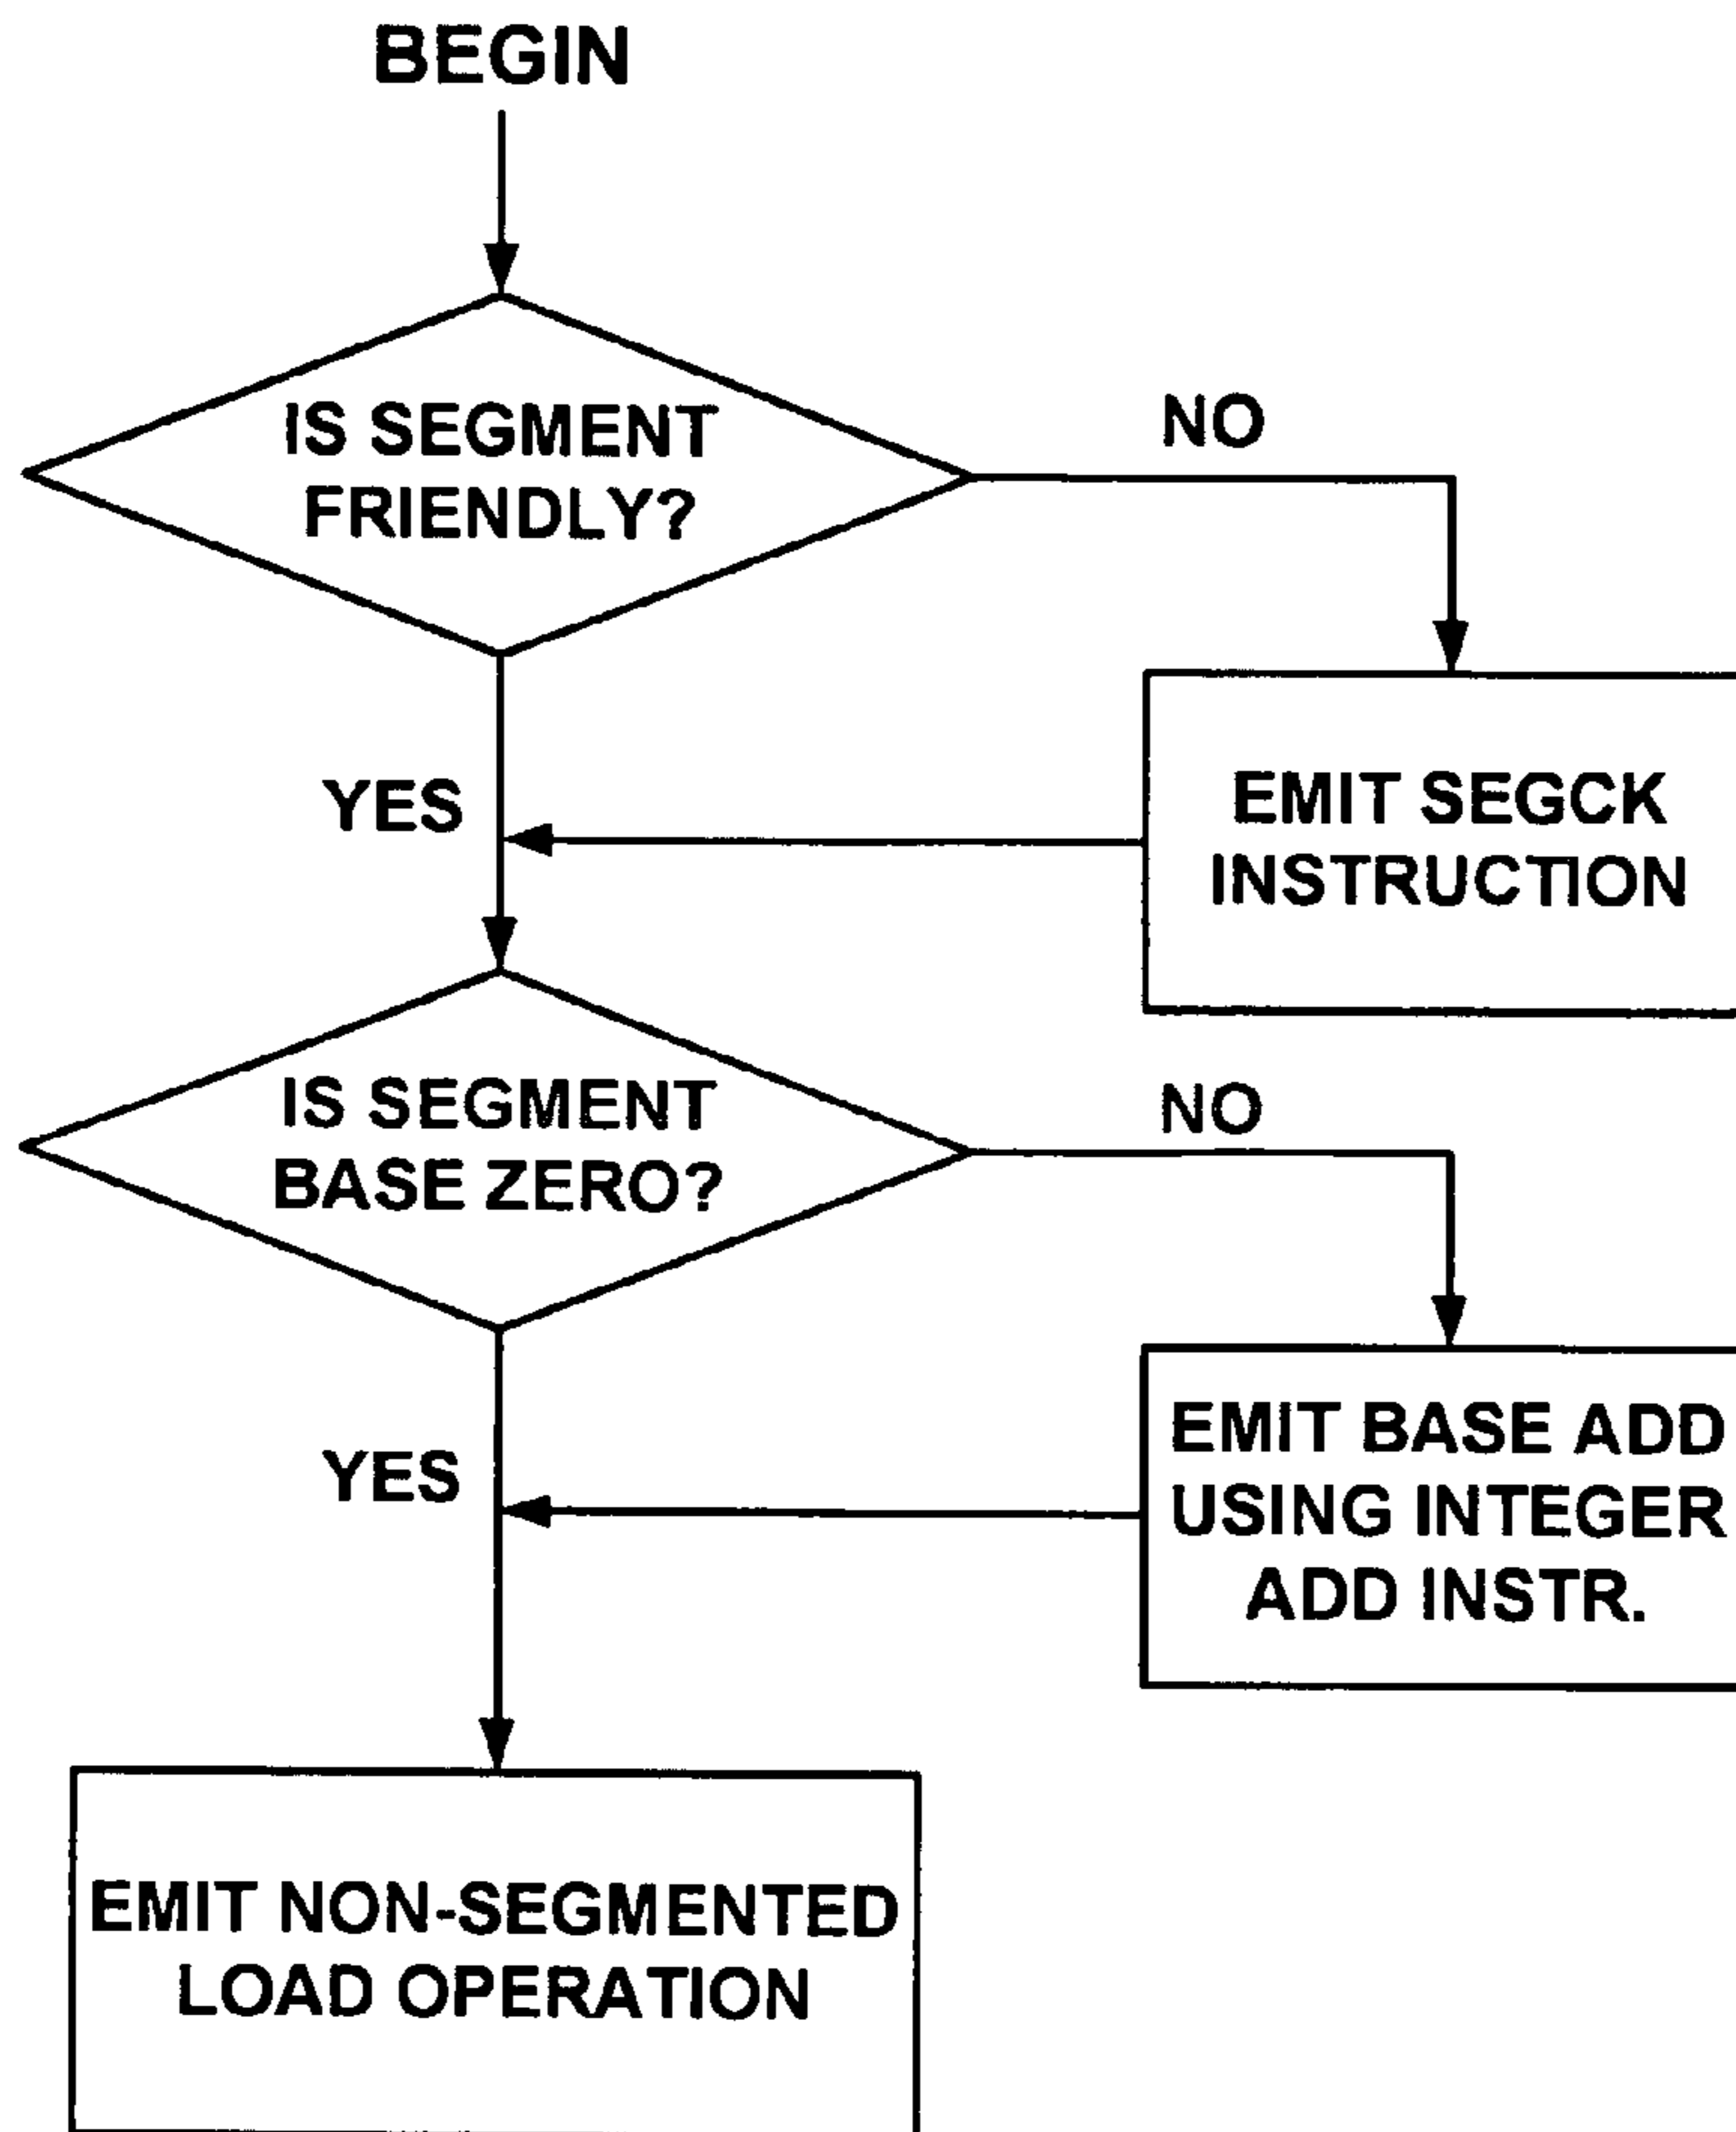 BEGIN
IS SEGMENT
FRIENDLY?
NO
YES
EMIT SEGCK
INSTRUCTION
IS SEGMENT
BASE ZERO?
NO
YES
EMIT BASE ADD
USING INTEGER
ADD INSTR.
EMIT NON-SEGMENTED
LOAD OPERATION